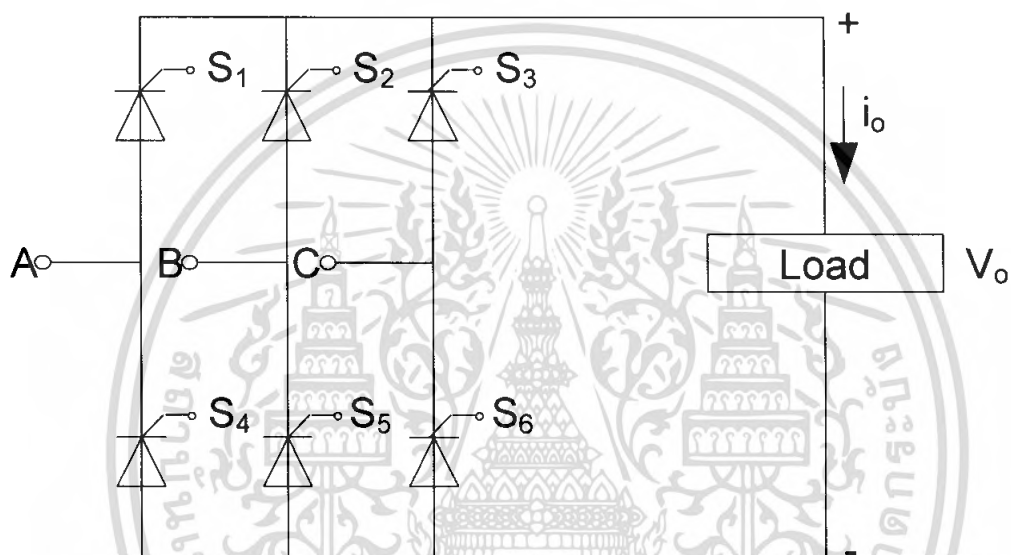 +
S₁ S₂ S₃
iₒ
A B C Load Vₒ
S₄ S₅ S₆
-